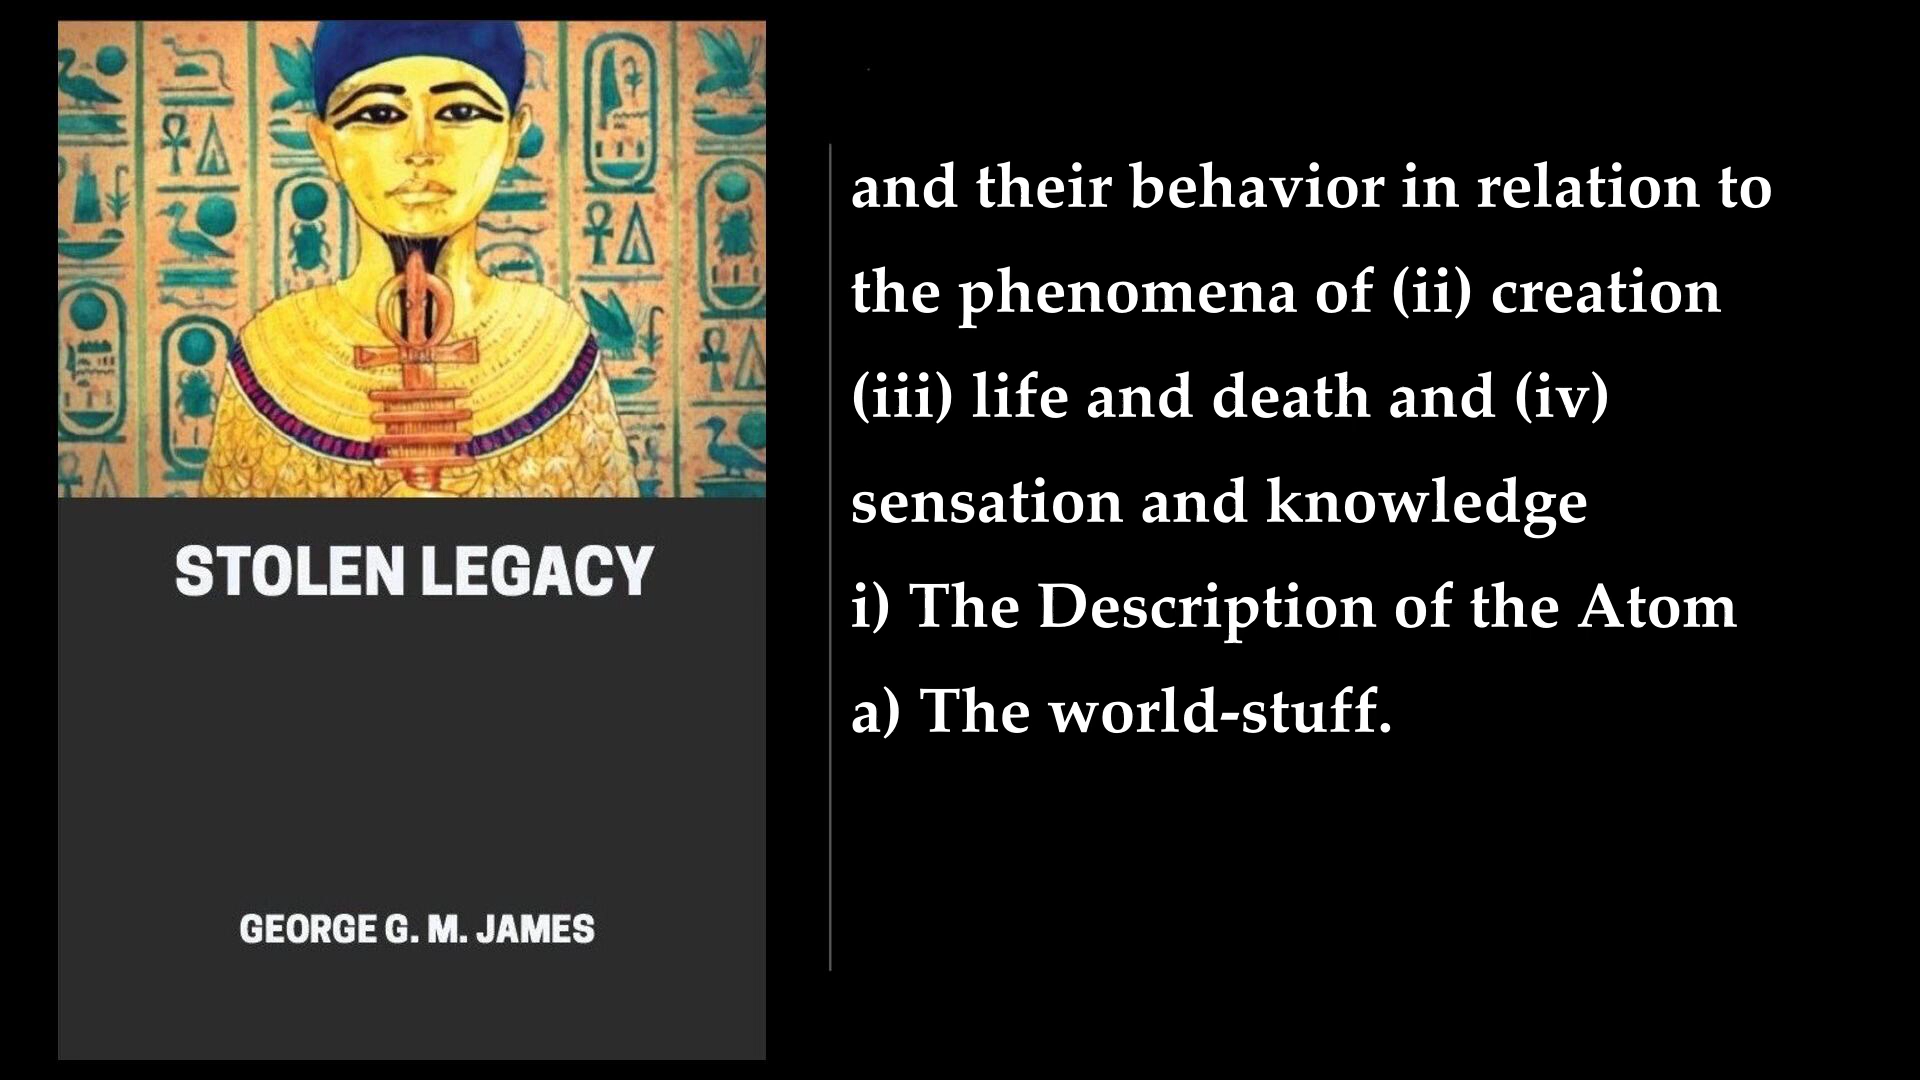 STOLEN LEGACY
GEORGE G. M. JAMES
and their behavior in relation to
the phenomena of (ii) creation
(iii) life and death and (iv)
sensation and knowledge
i) The Description of the Atom
a) The world-stuff.